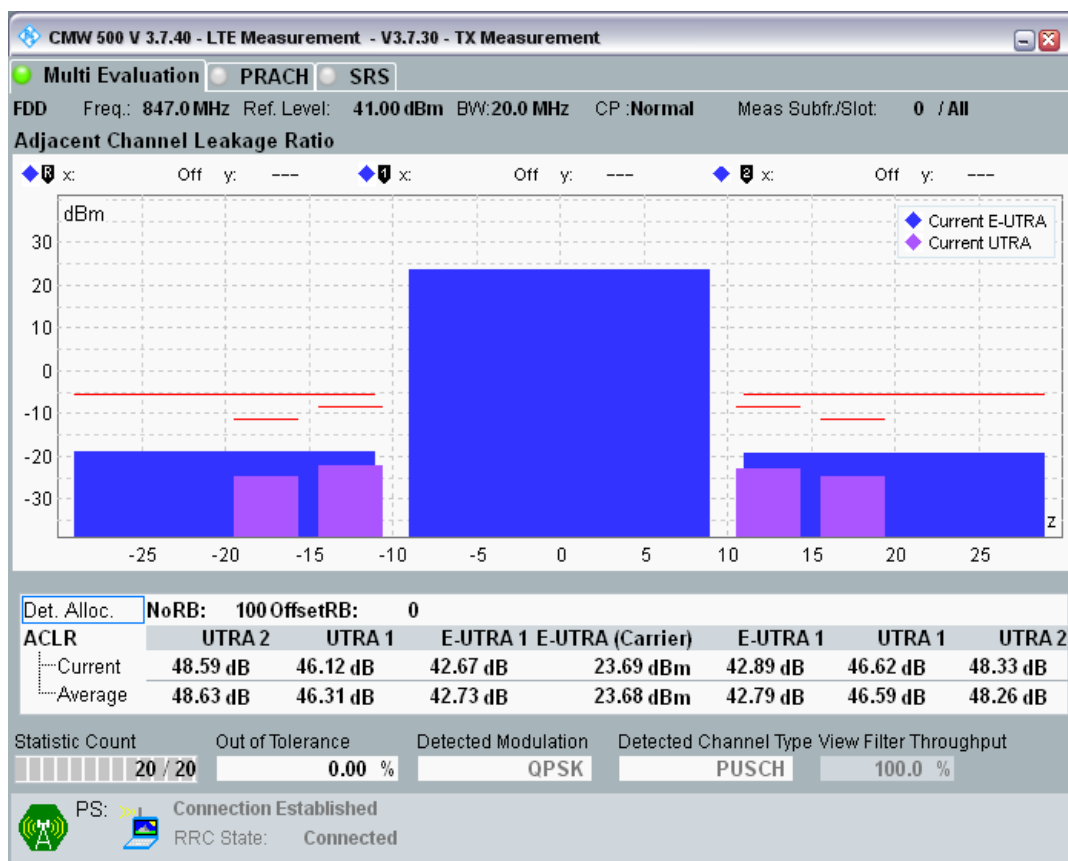 CMW 500 V 3.7.40 - LTE Measurement - V3.7.30 - TX Measurement
Multi Evaluation PRACH SRS
FDD Freq.: 847.0 MHz Ref. Level: 41.00 dBm BW:20.0 MHz CP :Normal Meas Subfr./Slot: 0 / All
Adjacent Channel Leakage Ratio
R x: Off y: --- 1 x: Off y: --- 2 x: Off y: ---
dBm
Current E-UTRA
Current UTRA
30
20
10
0
-10
-20
-30
z
-25 -20 -15 -10 -5 0 5 10 15 20 25
Det. Alloc. NoRB: 100 OffsetRB: 0
ACLR UTRA 2 UTRA 1 E-UTRA 1 E-UTRA (Carrier) E-UTRA 1 UTRA 1 UTRA 2
Current 48.59 dB 46.12 dB 42.67 dB 23.69 dBm 42.89 dB 46.62 dB 48.33 dB
Average 48.63 dB 46.31 dB 42.73 dB 23.68 dBm 42.79 dB 46.59 dB 48.26 dB
Statistic Count Out of Tolerance Detected Modulation Detected Channel Type View Filter Throughput
20 / 20 0.00 % QPSK PUSCH 100.0 %
PS: Connection Established
RRC State: Connected